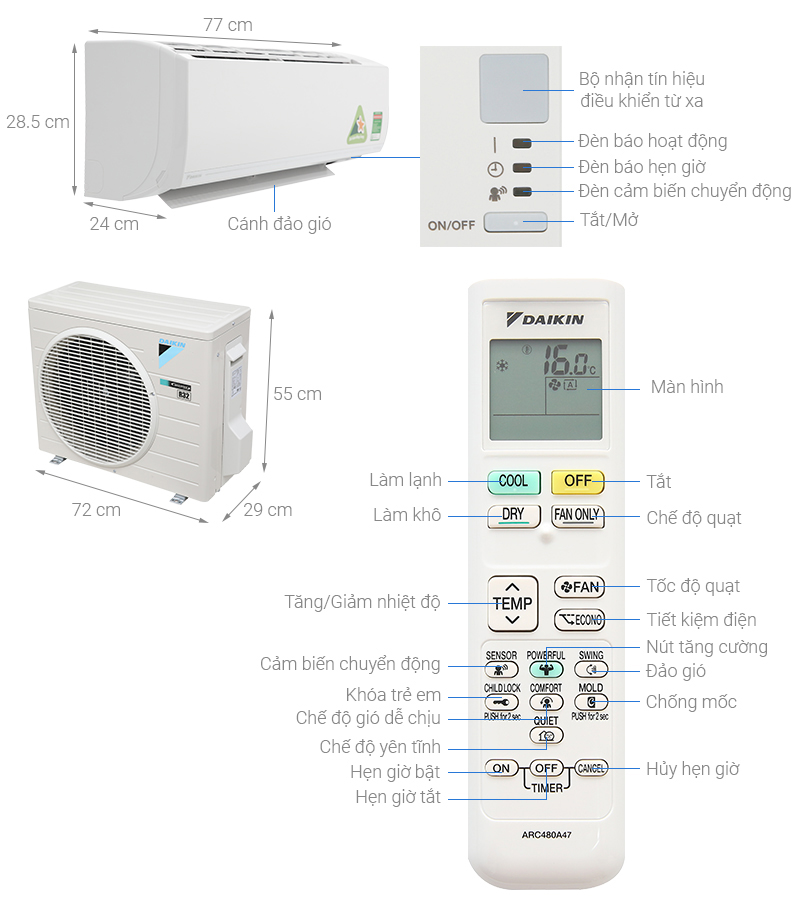 77 cm
28.5 cm
24 cm
Cánh đảo gió
Bộ nhận tín hiệu
điều khiển từ xa
Đèn báo hoạt động
Đèn báo hẹn giờ
Đèn cảm biến chuyển động
ON/OFF
Tắt/Mở
DAIKIN
R32
55 cm
72 cm
29 cm
DAIKIN
16.0°C
A
Màn hình
Làm lạnh
COOL
OFF
Tắt
Làm khô
DRY
FAN ONLY
Chế độ quạt
Tăng/Giảm nhiệt độ
TEMP
FAN
Tốc độ quạt
ECONO
Tiết kiệm điện
Nút tăng cường
SENSOR
POWERFUL
SWING
Cảm biến chuyển động
Đảo gió
CHILD LOCK
COMFORT
MOLD
Khóa trẻ em
Chống mốc
PUSH for 2 sec
PUSH for 2 sec
Chế độ gió dễ chịu
QUIET
Chế độ yên tĩnh
ON
OFF
CANCEL
Hẹn giờ bật
Hủy hẹn giờ
TIMER
Hẹn giờ tắt
ARC480A47